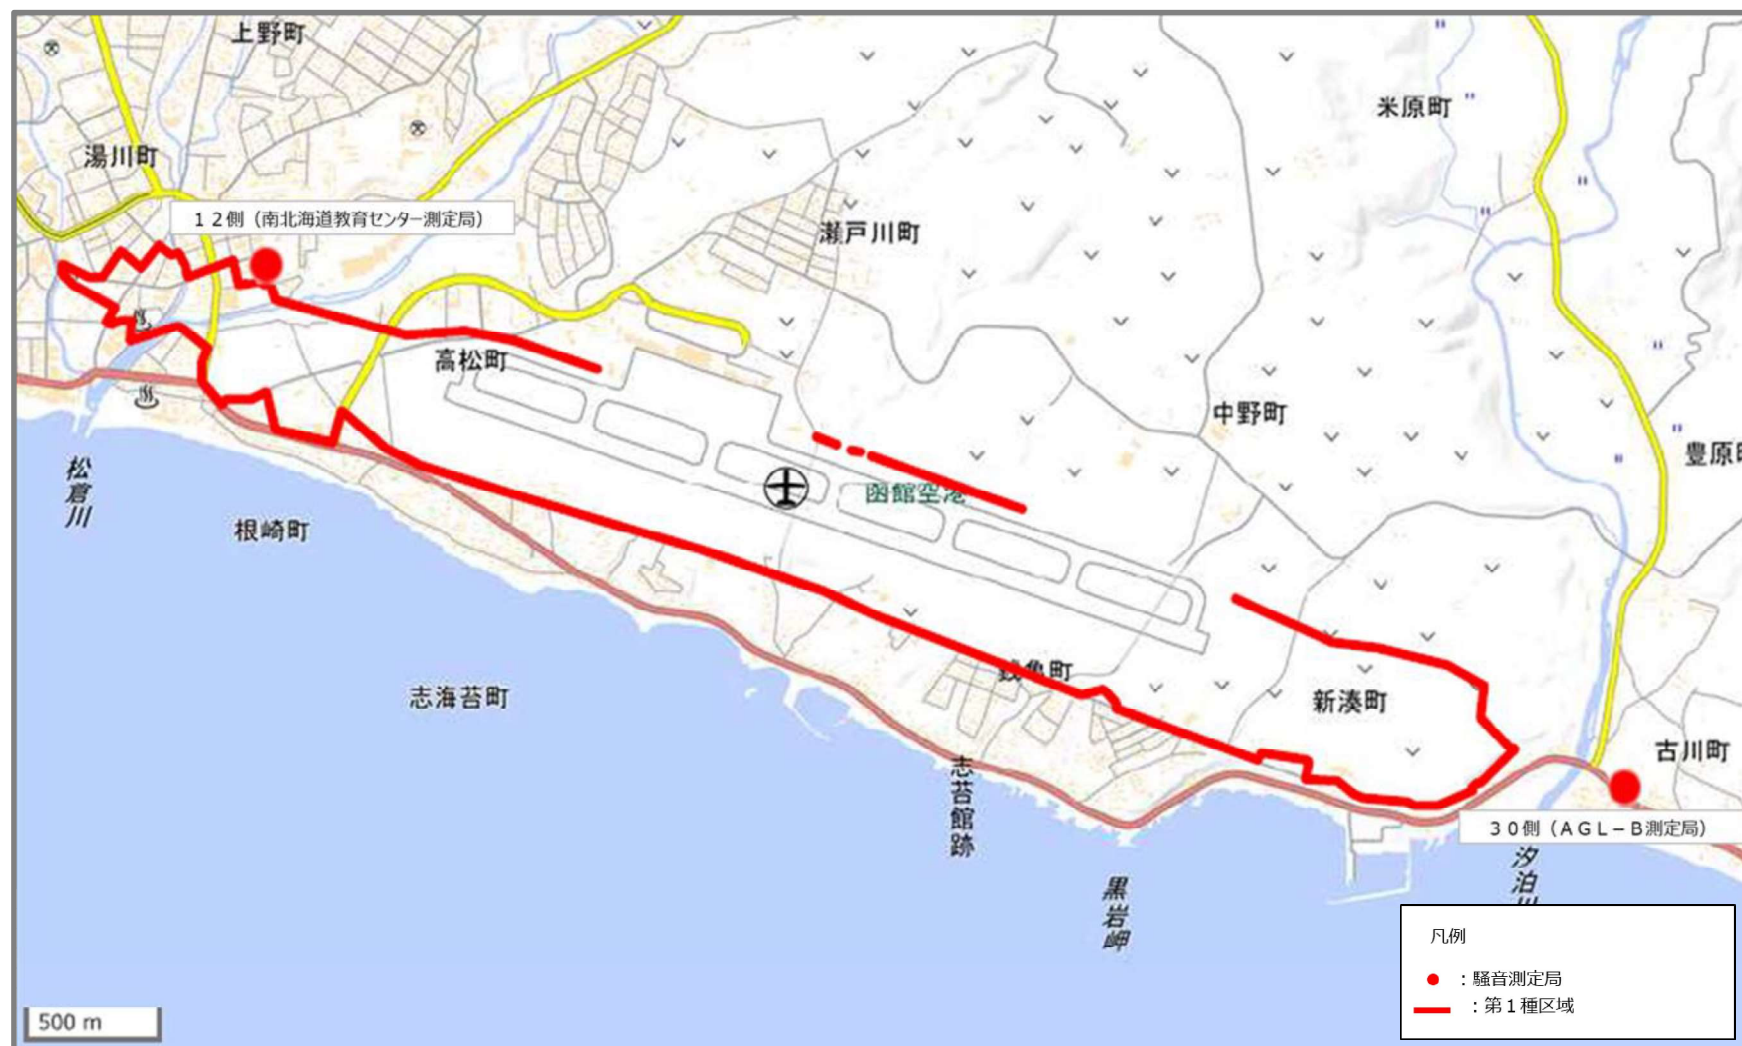 上野町
米原町
湯川町
12側（南北海道教育センター測定局）
瀬戸川町
高松町
中野町
豊原町
松倉川
函館空港
根崎町
銭亀町
志海苔町
新湊町
古川町
志苔館跡
30側（AGL－B測定局）
汐泊川
黒岩岬
凡例
：騒音測定局
：第1種区域
500 m